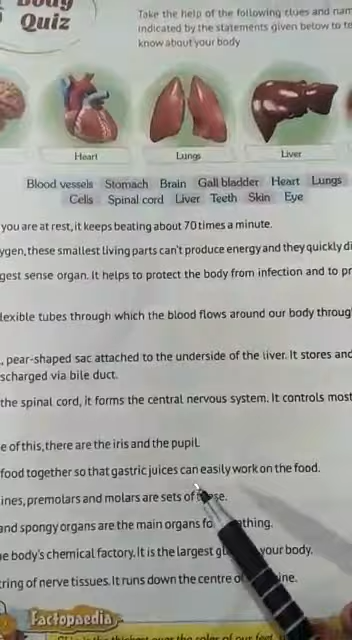 Body
Quiz
Take the help of the following clues and nam
indicated by the statements given below to te
know about your body
Heart
Lungs
Liver
Blood vessels Stomach Brain Gall bladder Heart Lungs
Cells Spinal cord Liver Teeth Skin Eye
you are at rest, it keeps beating about 70 times a minute.
ygen, these smallest living parts can't produce energy and they quickly di
gest sense organ. It helps to protect the body from infection and to pr
lexible tubes through which the blood flows around our body throug
, pear-shaped sac attached to the underside of the liver. It stores and
scharged via bile duct.
the spinal cord, it forms the central nervous system. It controls most
e of this, there are the iris and the pupil.
food together so that gastric juices can easily work on the food.
ines, premolars and molars are sets of
and spongy organs are the main organs fo athing.
e body's chemical factory. It is the largest gl your body.
tring of nerve tissues. It runs down the centre of ine.
Factopaedia